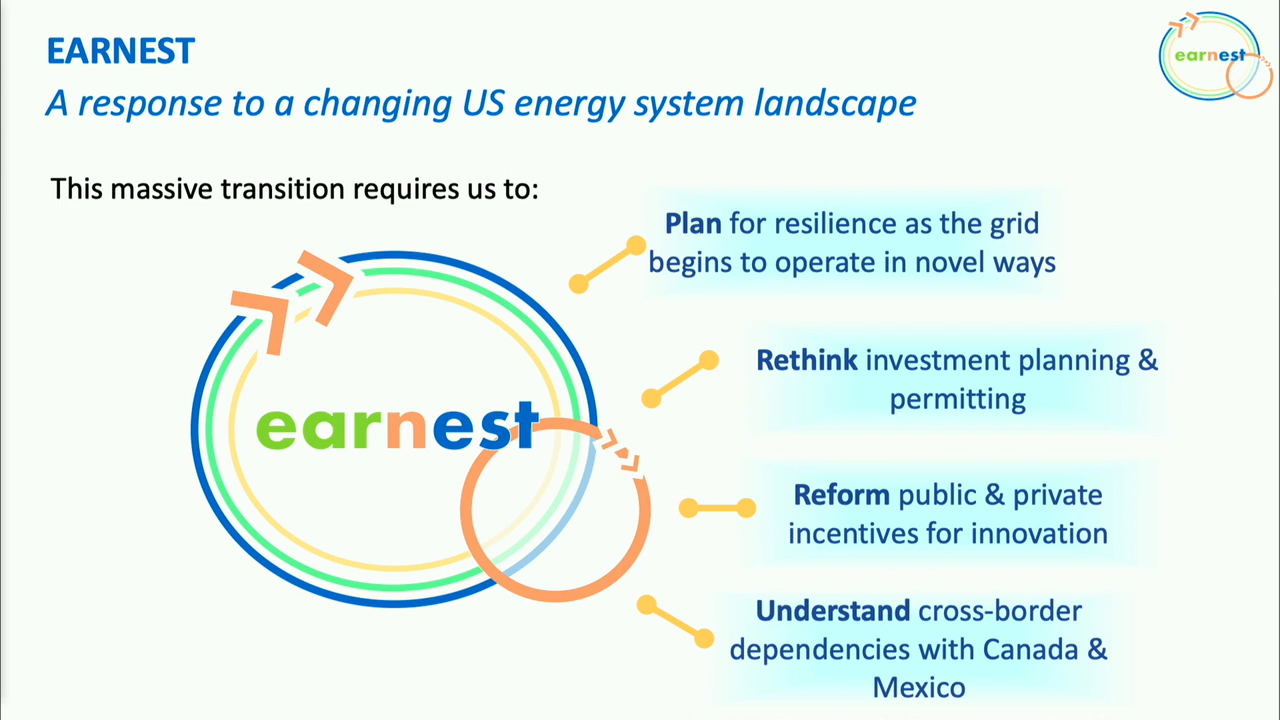 EARNEST
A response to a changing US energy system landscape
earnest
This massive transition requires us to:
Plan for resilience as the grid
begins to operate in novel ways
Rethink investment planning &
permitting
earnest
Reform public & private
incentives for innovation
Understand cross-border
dependencies with Canada &
Mexico